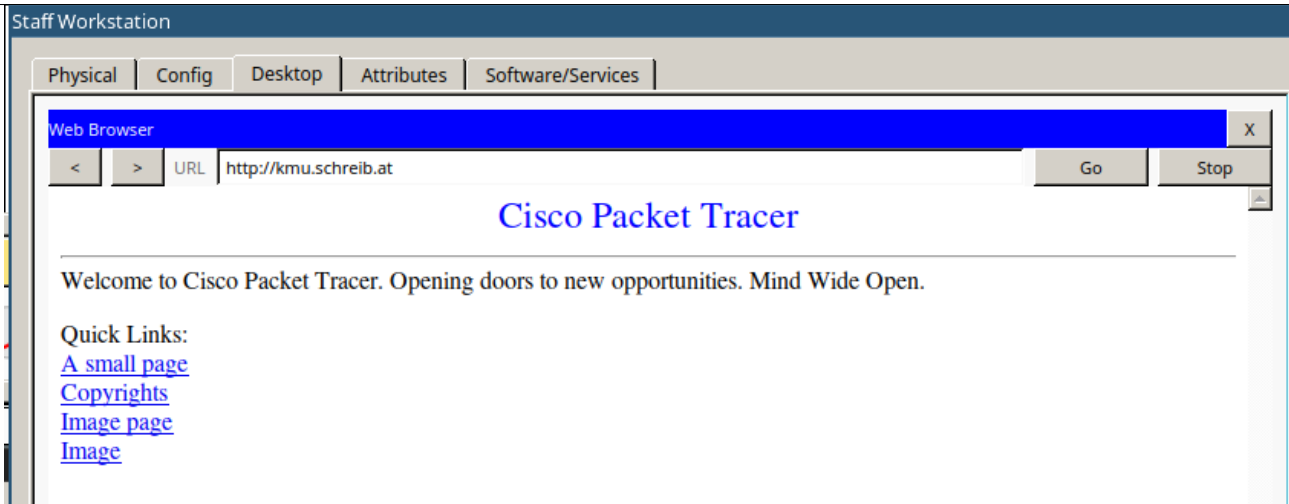 Staff Workstation
Physical Config Desktop Attributes Software/Services
Web Browser X
< > URL http://kmu.schreib.at Go Stop
Cisco Packet Tracer
Welcome to Cisco Packet Tracer. Opening doors to new opportunities. Mind Wide Open.
Quick Links:
A small page
Copyrights
Image page
Image